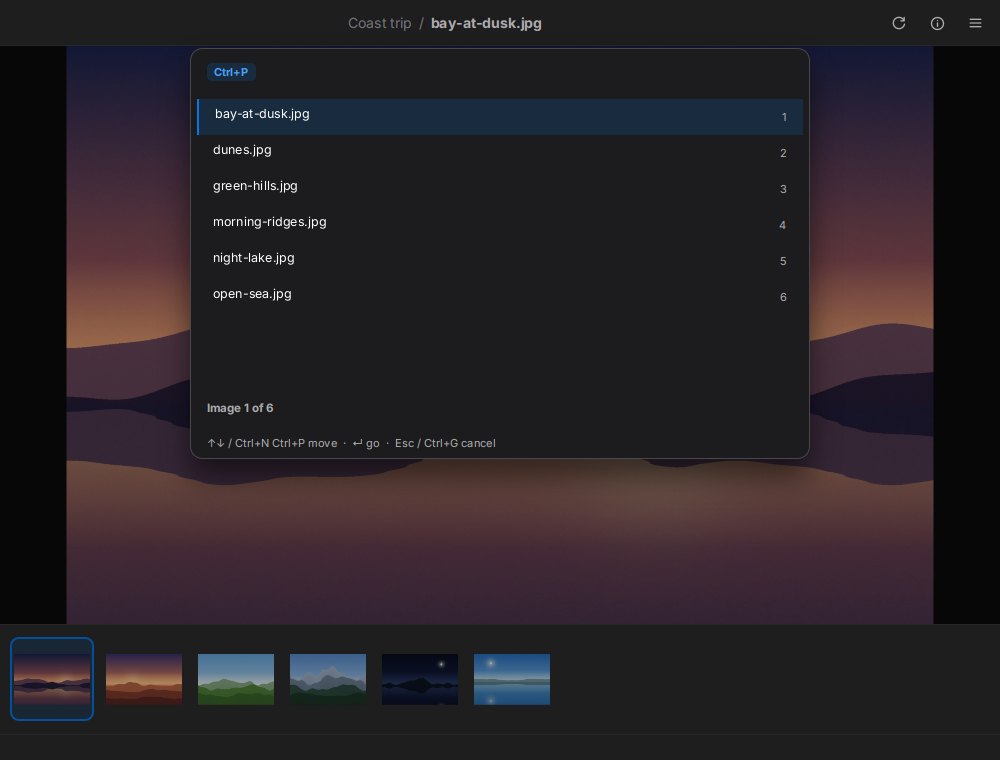 Coast trip / bay-at-dusk.jpg
Ctrl+P
bay-at-dusk.jpg 1
dunes.jpg 2
green-hills.jpg 3
morning-ridges.jpg 4
night-lake.jpg 5
open-sea.jpg 6
Image 1 of 6
↑↓ / Ctrl+N Ctrl+P move · ↵ go · Esc / Ctrl+G cancel